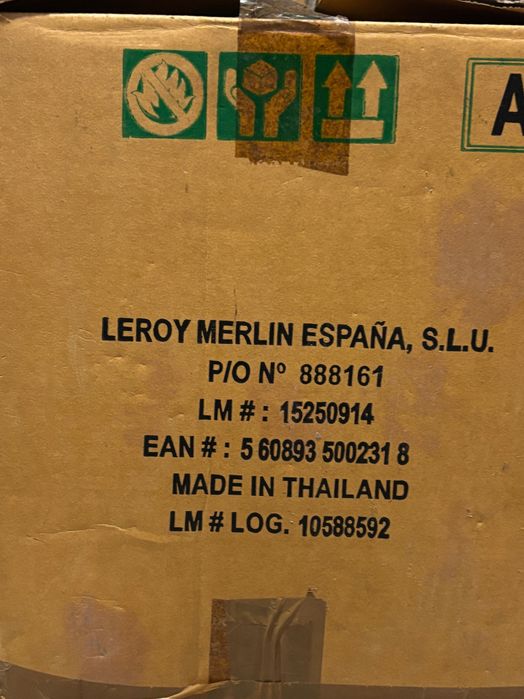 A
LEROY MERLIN ESPAÑA, S.L.U.
P/O Nº 888161
LM # : 15250914
EAN # : 5 60893 500231 8
MADE IN THAILAND
LM # LOG. 10588592